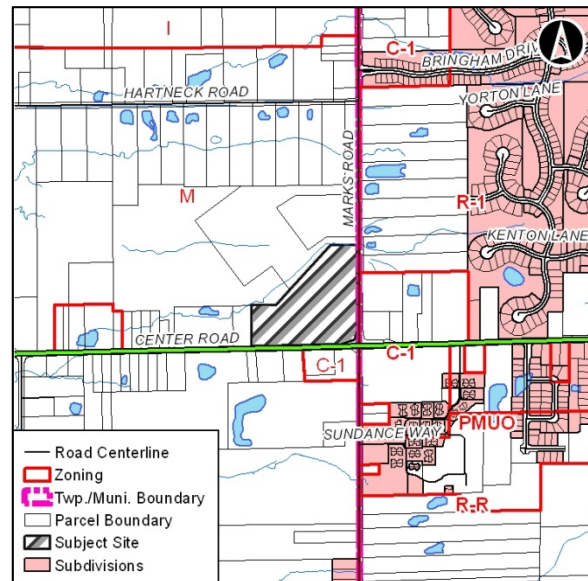 I
C-1
BRINGHAM DRIV
HARTNECK ROAD
YORTON LANE
MARKS ROAD
M
R-1
KENTON LANE
CENTER ROAD
C-1
C-1
PMUO
SUNDANCE WAY
R-R
Road Centerline
Zoning
Twp./Muni. Boundary
Parcel Boundary
Subject Site
Subdivisions